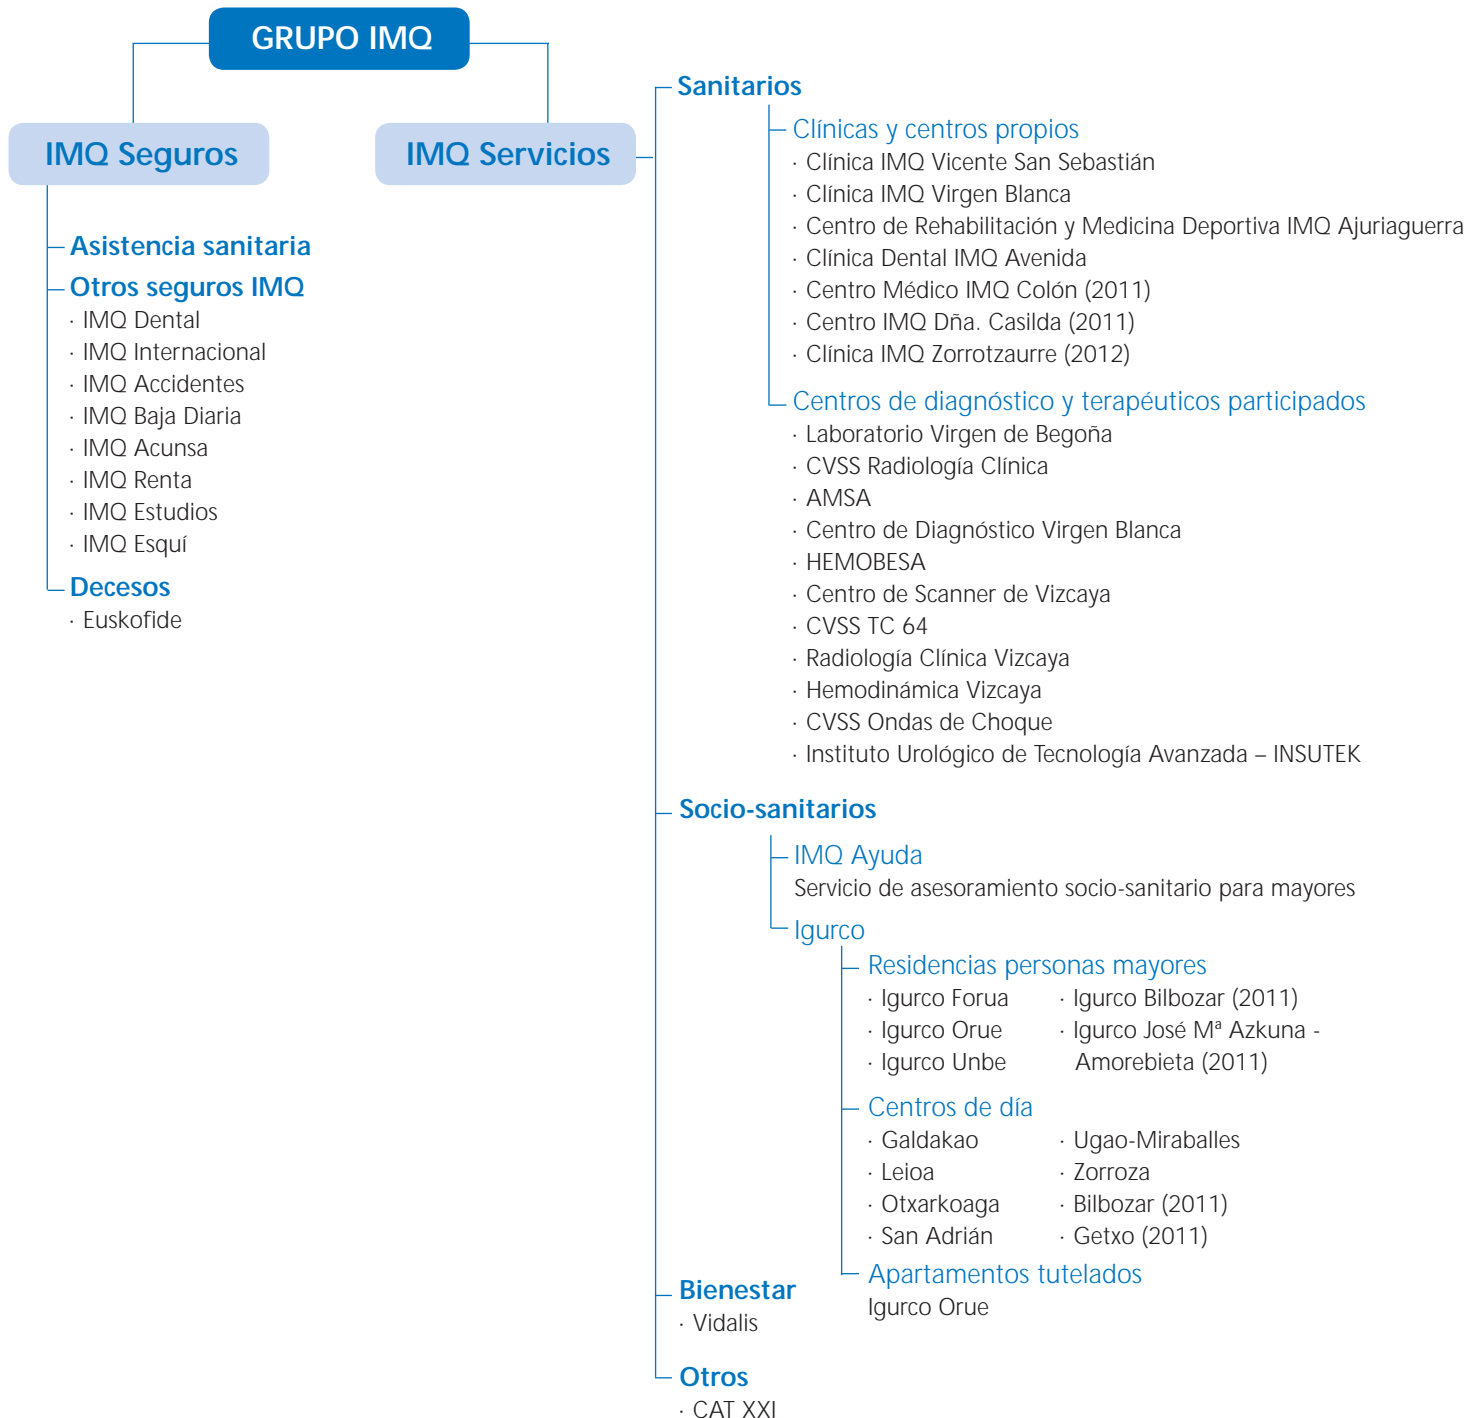 GRUPO IMQ
IMQ Seguros
Asistencia sanitaria
Otros seguros IMQ
· IMQ Dental
· IMQ Internacional
· IMQ Accidentes
· IMQ Baja Diaria
· IMQ Acunsa
· IMQ Renta
· IMQ Estudios
· IMQ Esquí
Decesos
· Euskofide
IMQ Servicios
Sanitarios
Clínicas y centros propios
· Clínica IMQ Vicente San Sebastián
· Clínica IMQ Virgen Blanca
· Centro de Rehabilitación y Medicina Deportiva IMQ Ajuriaguerra
· Clínica Dental IMQ Avenida
· Centro Médico IMQ Colón (2011)
· Centro IMQ Dña. Casilda (2011)
· Clínica IMQ Zorrotzaurre (2012)
Centros de diagnóstico y terapéuticos participados
· Laboratorio Virgen de Begoña
· CVSS Radiología Clínica
· AMSA
· Centro de Diagnóstico Virgen Blanca
· HEMOBESA
· Centro de Scanner de Vizcaya
· CVSS TC 64
· Radiología Clínica Vizcaya
· Hemodinámica Vizcaya
· CVSS Ondas de Choque
· Instituto Urológico de Tecnología Avanzada – INSUTEK
Socio-sanitarios
IMQ Ayuda
Servicio de asesoramiento socio-sanitario para mayores
Igurco
Residencias personas mayores
· Igurco Forua
· Igurco Orue
· Igurco Unbe
· Igurco Bilbozar (2011)
· Igurco José Mª Azkuna -
Amorebieta (2011)
Centros de día
· Galdakao
· Leioa
· Otxarkoaga
· San Adrián
· Ugao-Miraballes
· Zorroza
· Bilbozar (2011)
· Getxo (2011)
Apartamentos tutelados
Igurco Orue
Bienestar
· Vidalis
Otros
· CAT XXI